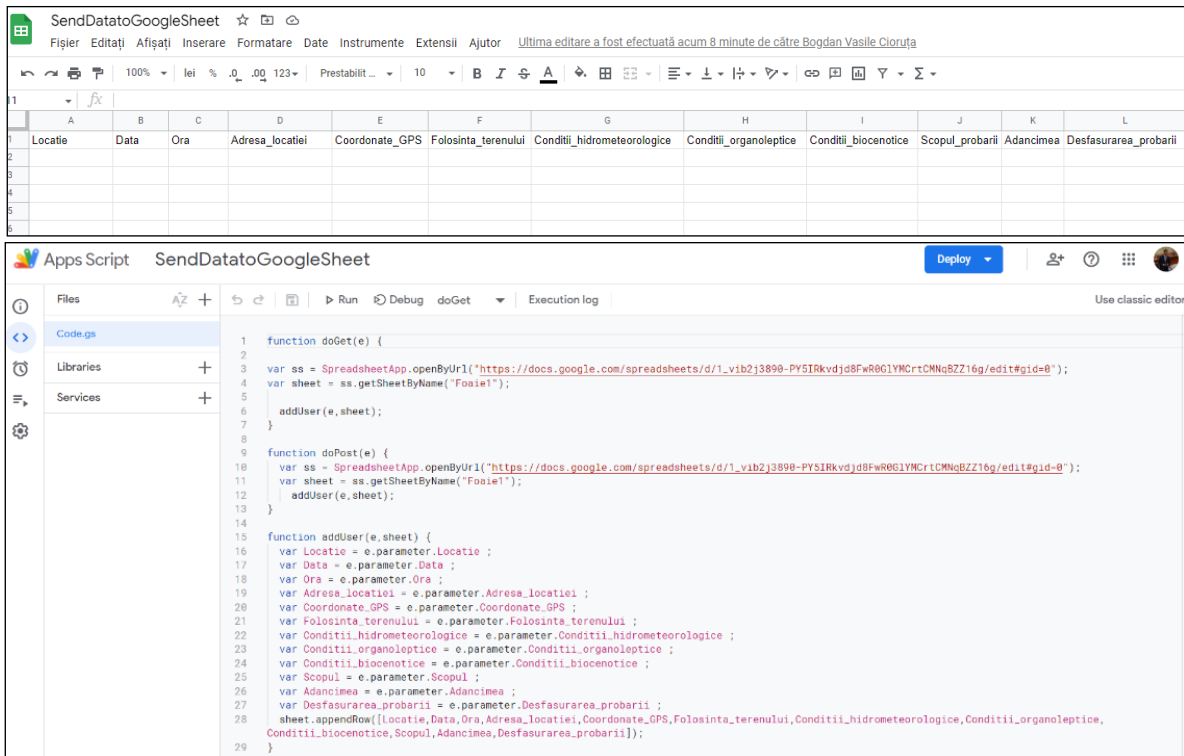 SendDatatoGoogleSheet
Fișier Editați Afișați Inserare Formatare Date Instrumente Extensii Ajutor Ultima editare a fost efectuată acum 8 minute de către Bogdan Vasile Cioruța
100% lei % .0 .00 123 Prestabilit ... 10 B I S A
11 fx
A B C D E F G H I J K L
1 Locatie Data Ora Adresa_locatiei Coordonate_GPS Folosinta_terenului Conditii_hidrometeorologice Conditii_organoleptice Conditii_biocenotice Scopul_probarii Adancimea Desfasurarea_probarii
2
3
4
5
6
Apps Script SendDatatoGoogleSheet Deploy
Files AZ Run Debug doGet Execution log Use classic editor
Code.gs
Libraries
Services
1 function doGet(e) {
2
3 var ss = SpreadsheetApp.openByUrl("https://docs.google.com/spreadsheets/d/1_vib2j3890-PY5IRkvdjd8FwR0GlYMCrtCMNqBZZ16g/edit#gid=0");
4 var sheet = ss.getSheetByName("Foaie1");
5
6 addUser(e,sheet);
7 }
8
9 function doPost(e) {
10 var ss = SpreadsheetApp.openByUrl("https://docs.google.com/spreadsheets/d/1_vib2j3890-PY5IRkvdjd8FwR0GlYMCrtCMNqBZZ16g/edit#gid=0");
11 var sheet = ss.getSheetByName("Foaie1");
12 addUser(e,sheet);
13 }
14
15 function addUser(e,sheet) {
16 var Locatie = e.parameter.Locatie ;
17 var Data = e.parameter.Data ;
18 var Ora = e.parameter.Ora ;
19 var Adresa_locatiei = e.parameter.Adresa_locatiei ;
20 var Coordonate_GPS = e.parameter.Coordonate_GPS ;
21 var Folosinta_terenului = e.parameter.Folosinta_terenului ;
22 var Conditii_hidrometeorologice = e.parameter.Conditii_hidrometeorologice ;
23 var Conditii_organoleptice = e.parameter.Conditii_organoleptice ;
24 var Conditii_biocenotice = e.parameter.Conditii_biocenotice ;
25 var Scopul = e.parameter.Scopul ;
26 var Adancimea = e.parameter.Adancimea ;
27 var Desfasurarea_probarii = e.parameter.Desfasurarea_probarii ;
28 sheet.appendRow([Locatie,Data,Ora,Adresa_locatiei,Coordonate_GPS,Folosinta_terenului,Conditii_hidrometeorologice,Conditii_organoleptice,
Conditii_biocenotice,Scopul,Adancimea,Desfasurarea_probarii]);
29 }